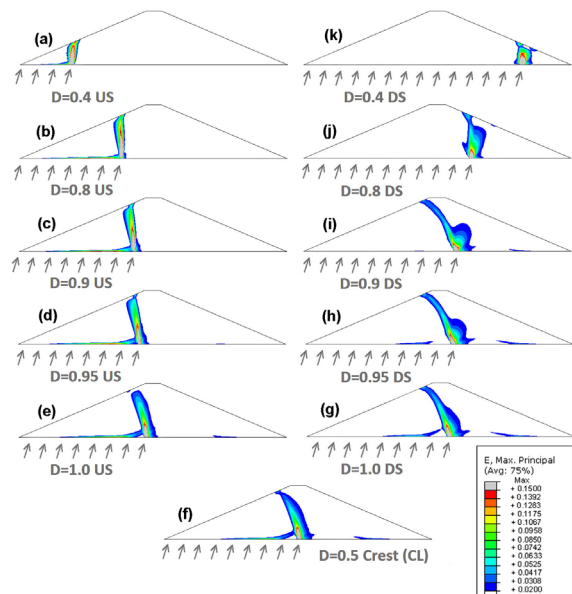 (a)
D=0.4 US
(k)
D=0.4 DS
(b)
D=0.8 US
(j)
D=0.8 DS
(c)
D=0.9 US
(i)
D=0.9 DS
(d)
D=0.95 US
(h)
D=0.95 DS
(e)
D=1.0 US
(g)
D=1.0 DS
(f)
D=0.5 Crest (CL)
E, Max. Principal
(Avg: 75%)
Max
+ 0.1500
+ 0.1392
+ 0.1283
+ 0.1175
+ 0.1067
+ 0.0958
+ 0.0850
+ 0.0742
+ 0.0633
+ 0.0525
+ 0.0417
+ 0.0308
+ 0.0200